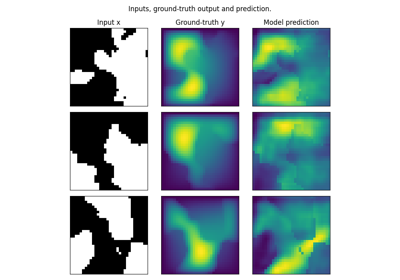 Inputs, ground-truth output and prediction.
Input x Ground-truth y Model prediction